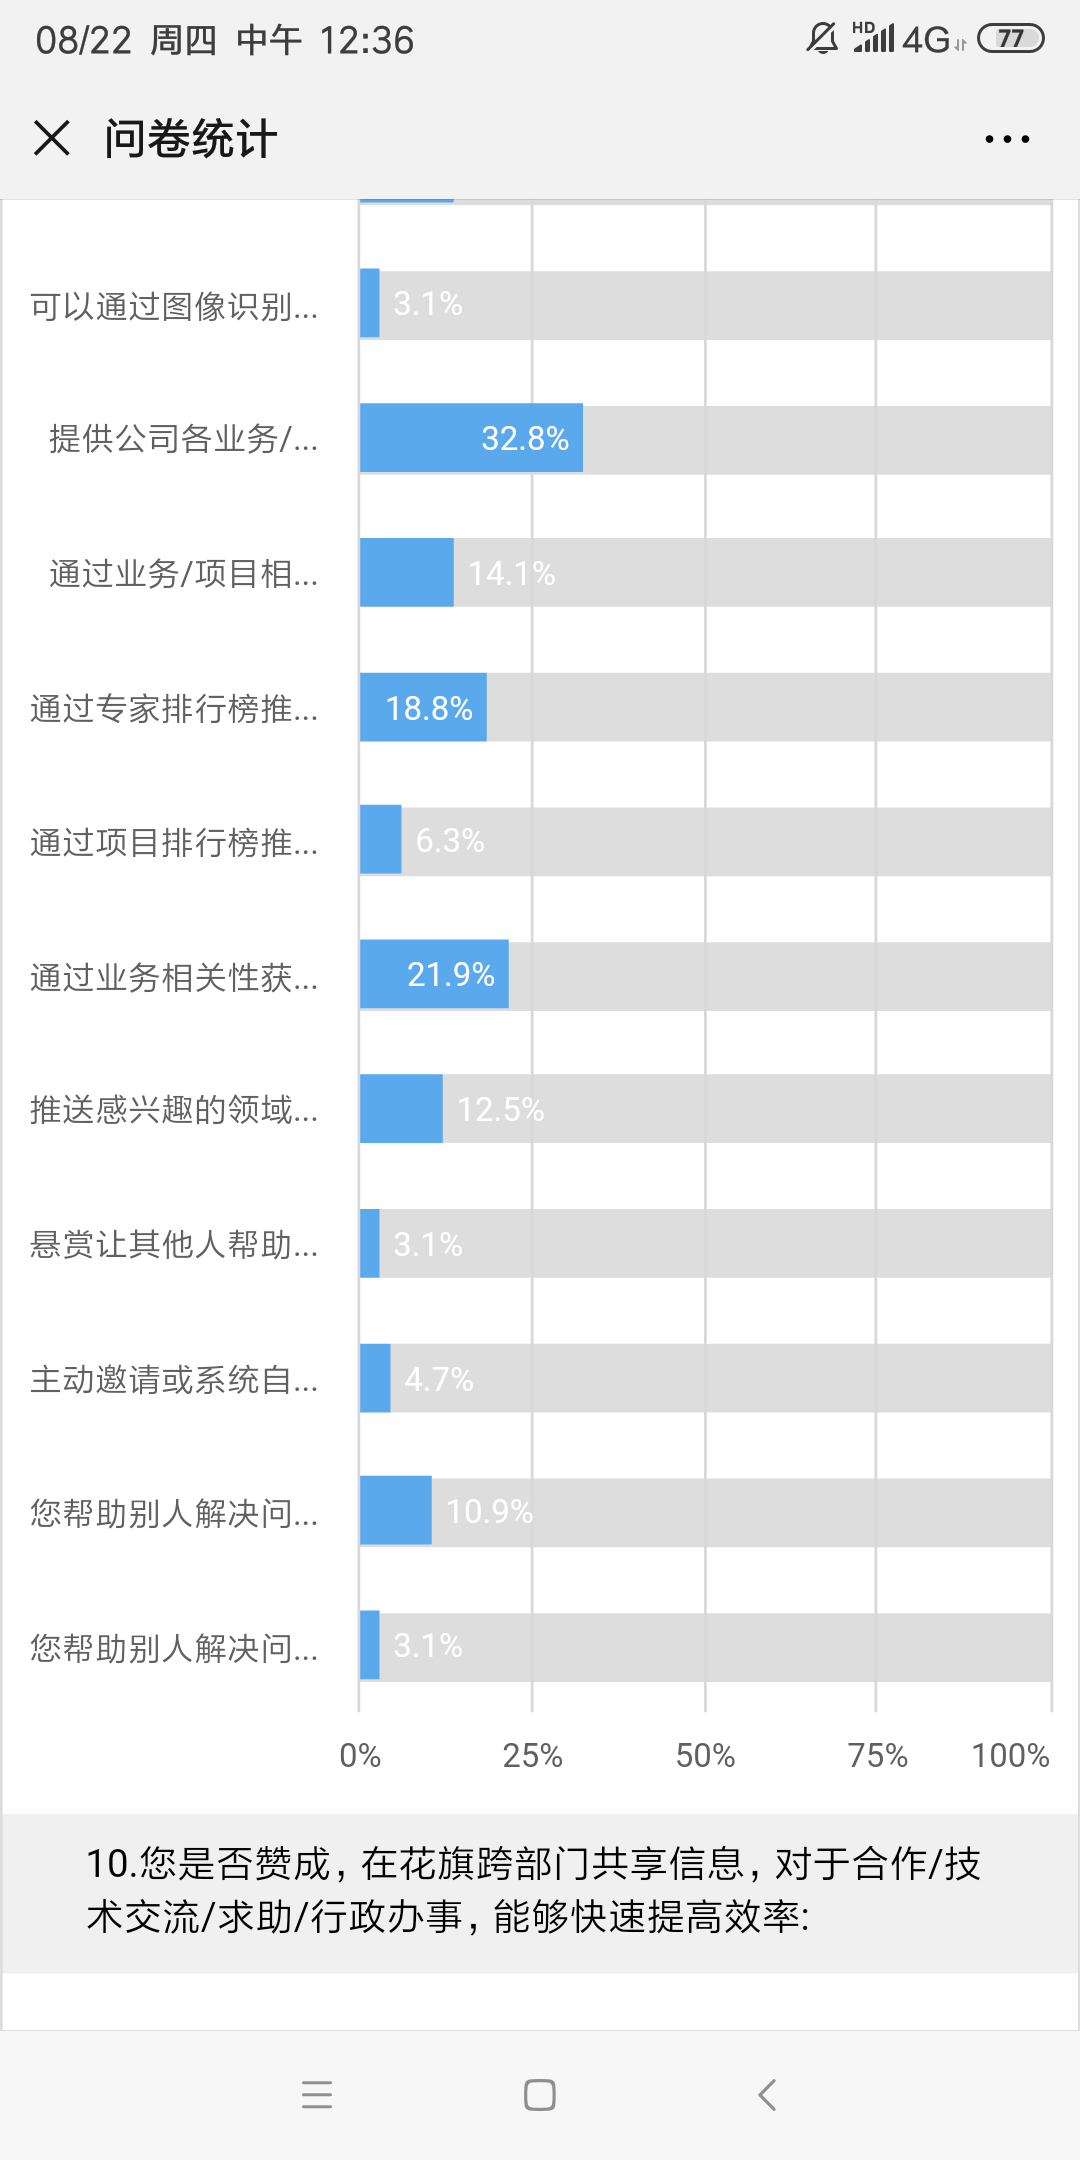 08/22 周四 中午 12:36
HD 4G 77
问卷统计
可以通过图像识别... 3.1%
提供公司各业务/... 32.8%
通过业务/项目相... 14.1%
通过专家排行榜推... 18.8%
通过项目排行榜推... 6.3%
通过业务相关性获... 21.9%
推送感兴趣的领域... 12.5%
悬赏让其他人帮助... 3.1%
主动邀请或系统自... 4.7%
您帮助别人解决问... 10.9%
您帮助别人解决问... 3.1%
0% 25% 50% 75% 100%
10.您是否赞成，在花旗跨部门共享信息，对于合作/技
术交流/求助/行政办事，能够快速提高效率: